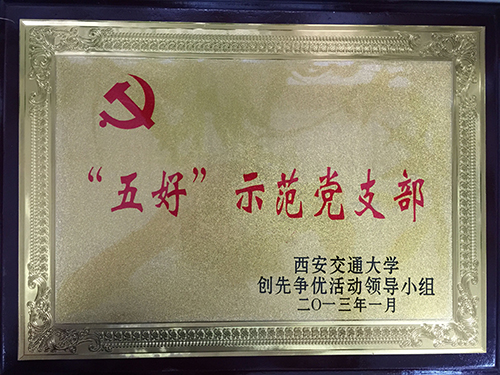 “五好”示范党支部
西安交通大学
创先争优活动领导小组
二〇一三年一月